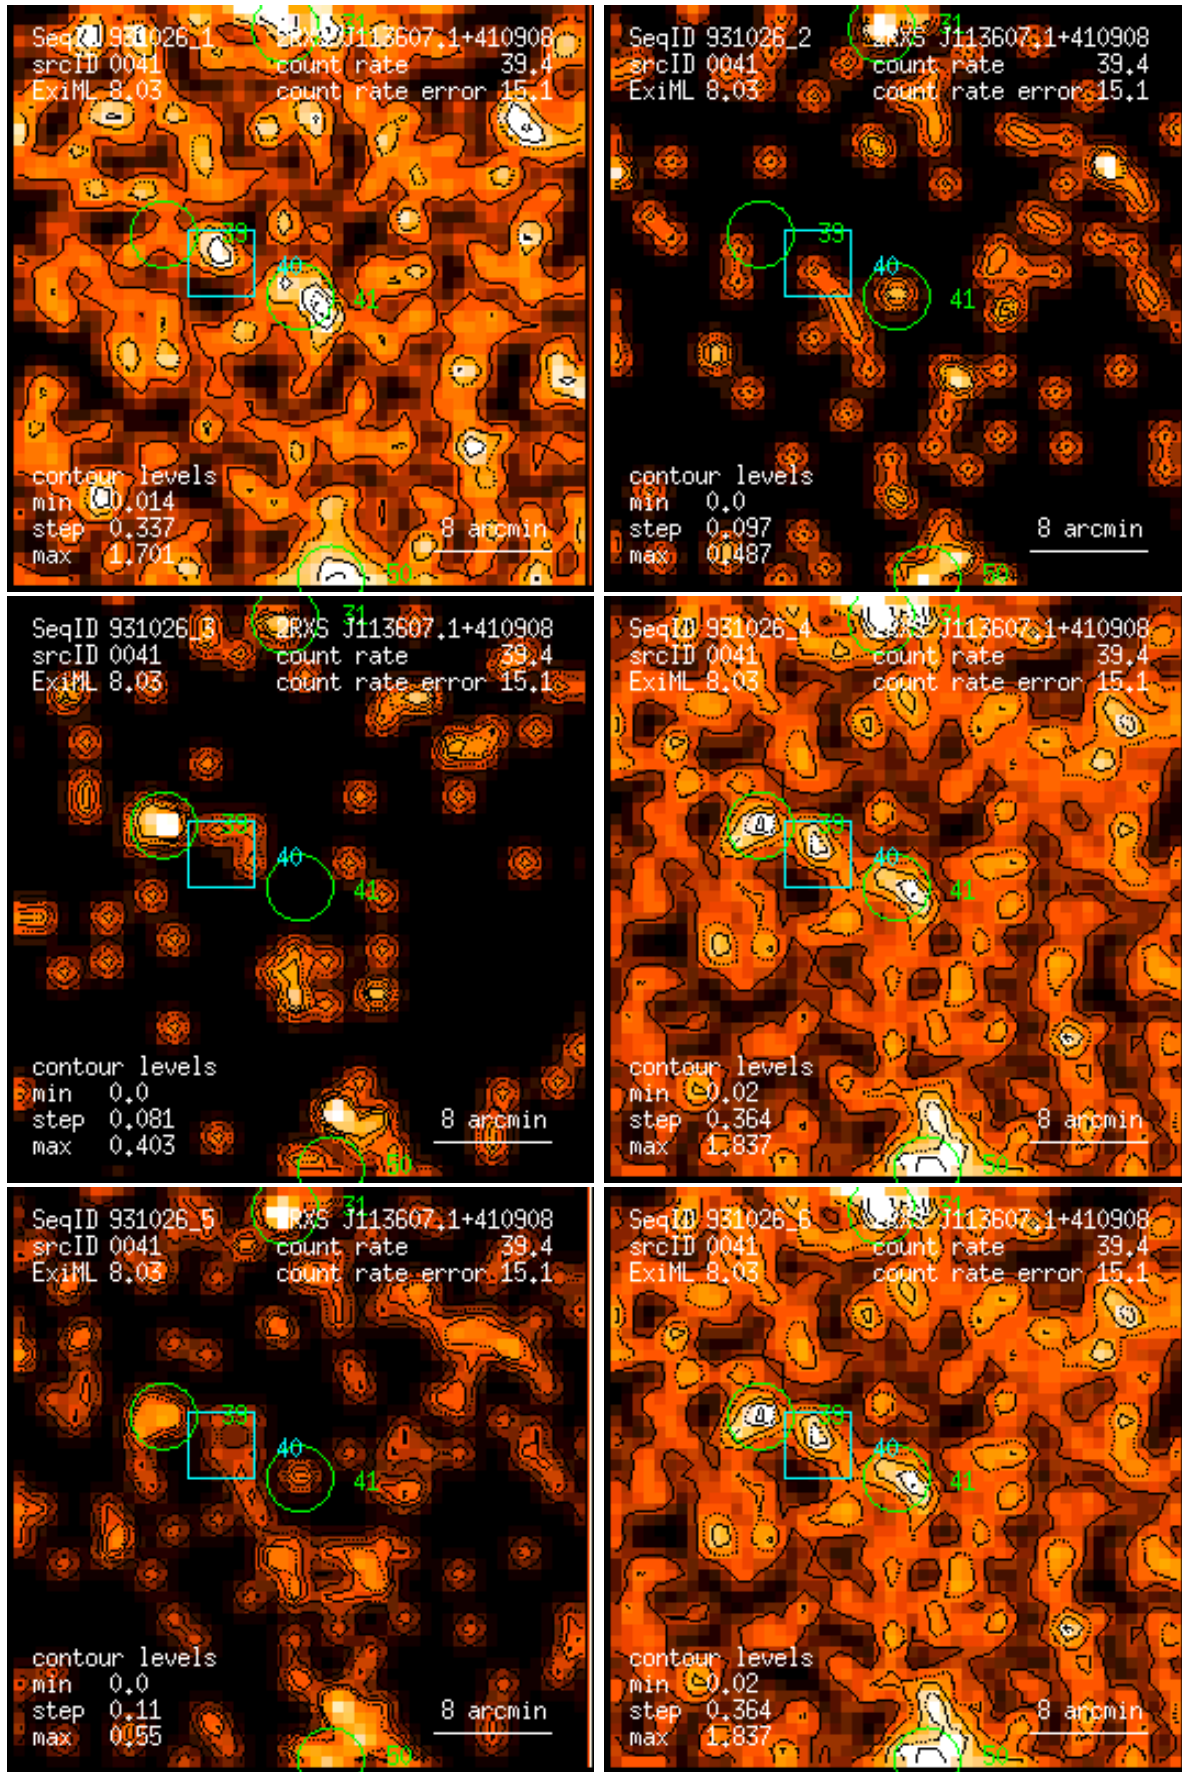 SeqID 931026_1 2RXS J113607.1+410908
srcID 0041 count rate 39.4
ExiML 8.03 count rate error 15.1
31
39
40
41
contour levels
min 0.014
step 0.337
max 1.701
8 arcmin
50
SeqID 931026_2 2RXS J113607.1+410908
srcID 0041 count rate 39.4
ExiML 8.03 count rate error 15.1
31
39
40
41
contour levels
min 0.0
step 0.097
max 0.487
8 arcmin
50
SeqID 931026_3 2RXS J113607.1+410908
srcID 0041 count rate 39.4
ExiML 8.03 count rate error 15.1
31
39
40
41
contour levels
min 0.0
step 0.081
max 0.403
8 arcmin
50
SeqID 931026_4 2RXS J113607.1+410908
srcID 0041 count rate 39.4
ExiML 8.03 count rate error 15.1
31
39
40
41
contour levels
min 0.02
step 0.364
max 1.837
8 arcmin
50
SeqID 931026_5 2RXS J113607.1+410908
srcID 0041 count rate 39.4
ExiML 8.03 count rate error 15.1
31
39
40
41
contour levels
min 0.0
step 0.11
max 0.55
8 arcmin
50
SeqID 931026_6 2RXS J113607.1+410908
srcID 0041 count rate 39.4
ExiML 8.03 count rate error 15.1
31
39
40
41
contour levels
min 0.02
step 0.364
max 1.837
8 arcmin
50